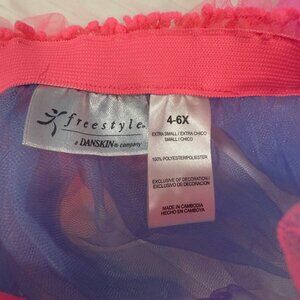 freestyle
a DANSKIN company
4-6X
EXTRA SMALL / EXTRA CHICO
SMALL / CHICO
100% POLYESTER/POLIESTER
EXCLUSIVE OF DECORATION/
EXCLUSIVO DE DECORACION
MADE IN CAMBODIA
HECHO EN CAMBOYA